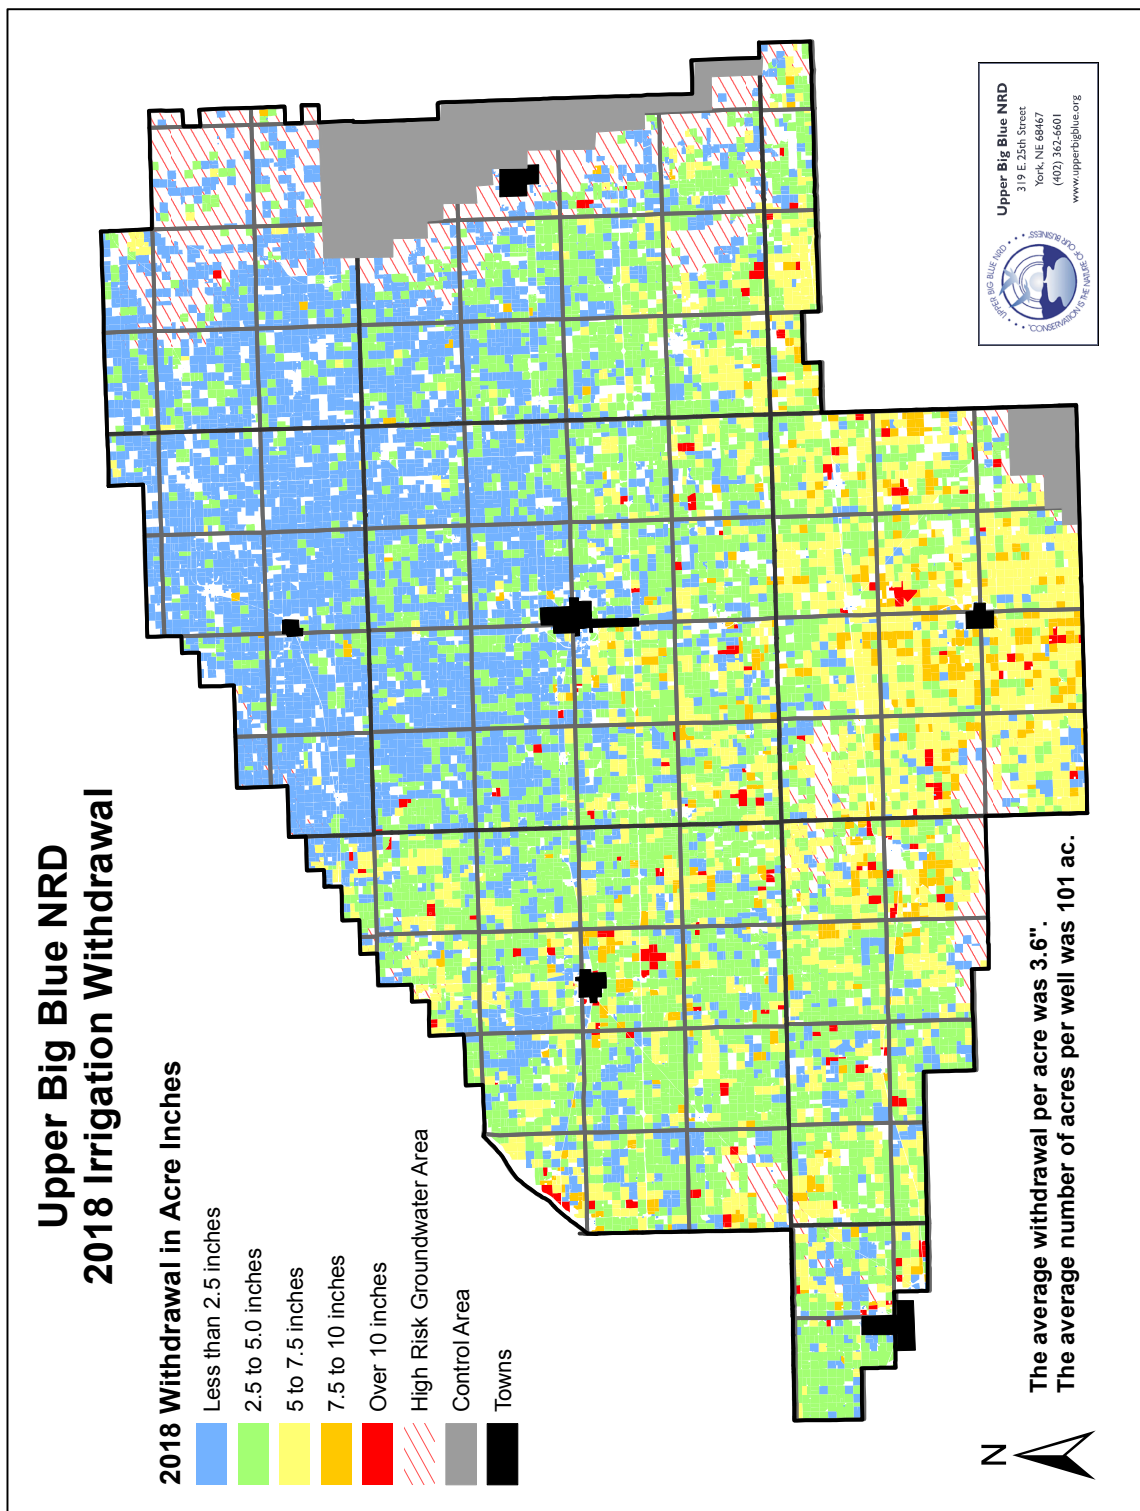 Upper Big Blue NRD
2018 Irrigation Withdrawal
2018 Withdrawal in Acre Inches
Less than 2.5 inches
2.5 to 5.0 inches
5 to 7.5 inches
7.5 to 10 inches
Over 10 inches
High Risk Groundwater Area
Control Area
Towns
N
The average withdrawal per acre was 3.6".
The average number of acres per well was 101 ac.
• • • UPPER BIG BLUE NRD • • •
"CONSERVATION IS THE NATURE OF OUR BUSINESS"
Upper Big Blue NRD
319 E. 25th Street
York, NE 68467
(402) 362-6601
www.upperbigblue.org